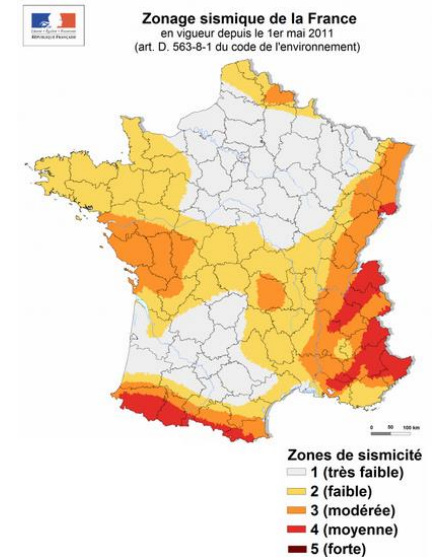 RÉPUBLIQUE FRANÇAISE
Zonage sismique de la France
en vigueur depuis le 1er mai 2011
(art. D. 563-8-1 du code de l'environnement)
0 50 100 km
Zones de sismicité
1 (très faible)
2 (faible)
3 (modérée)
4 (moyenne)
5 (forte)